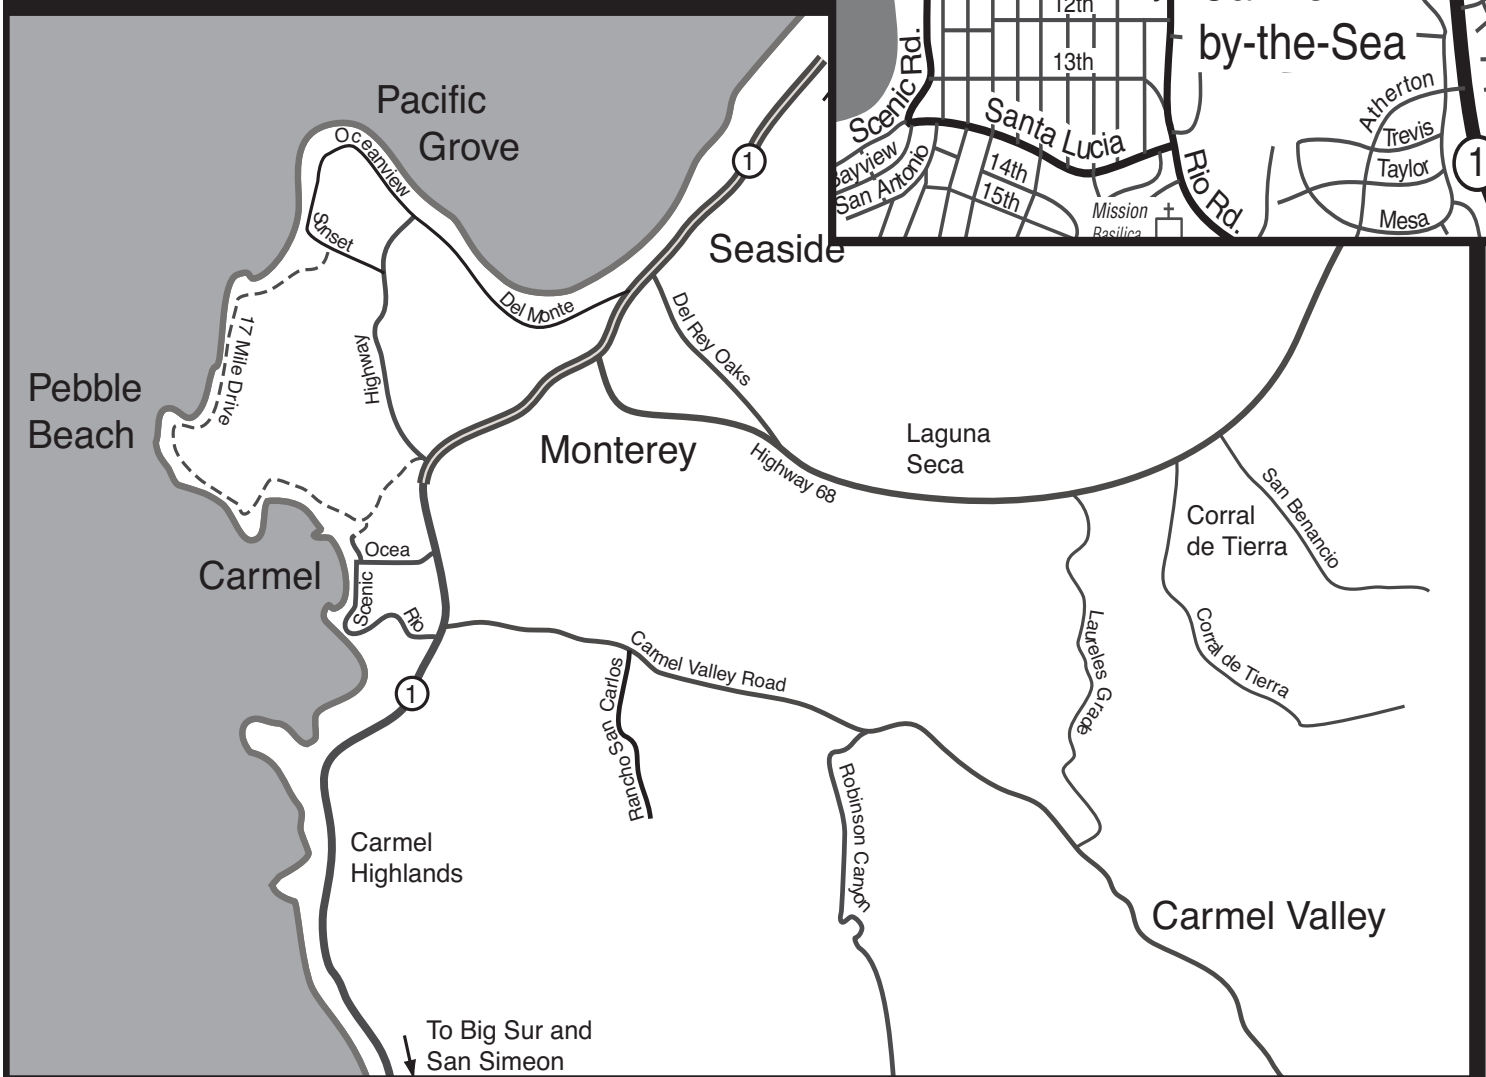 12th
by-the-Sea
13th
Scenic Rd.
Santa Lucia
Atherton
Trevis
Taylor
Mesa
1
San Antonio
14th
15th
Rio Rd.
Mission
Basilica
Pacific
Grove
Oceanview
Sunset
1
Seaside
Del Monte
Del Rey Oaks
17 Mile Drive
Highway
Pebble
Beach
Monterey
Highway 68
Laguna
Seca
San Benancio
Corral
de Tierra
Carmel
Ocea
Scenic
Rio
Carmel Valley Road
Laureles Grade
Corral de Tierra
1
Rancho San Carlos
Robinson Canyon
Carmel
Highlands
Carmel Valley
To Big Sur and
San Simeon